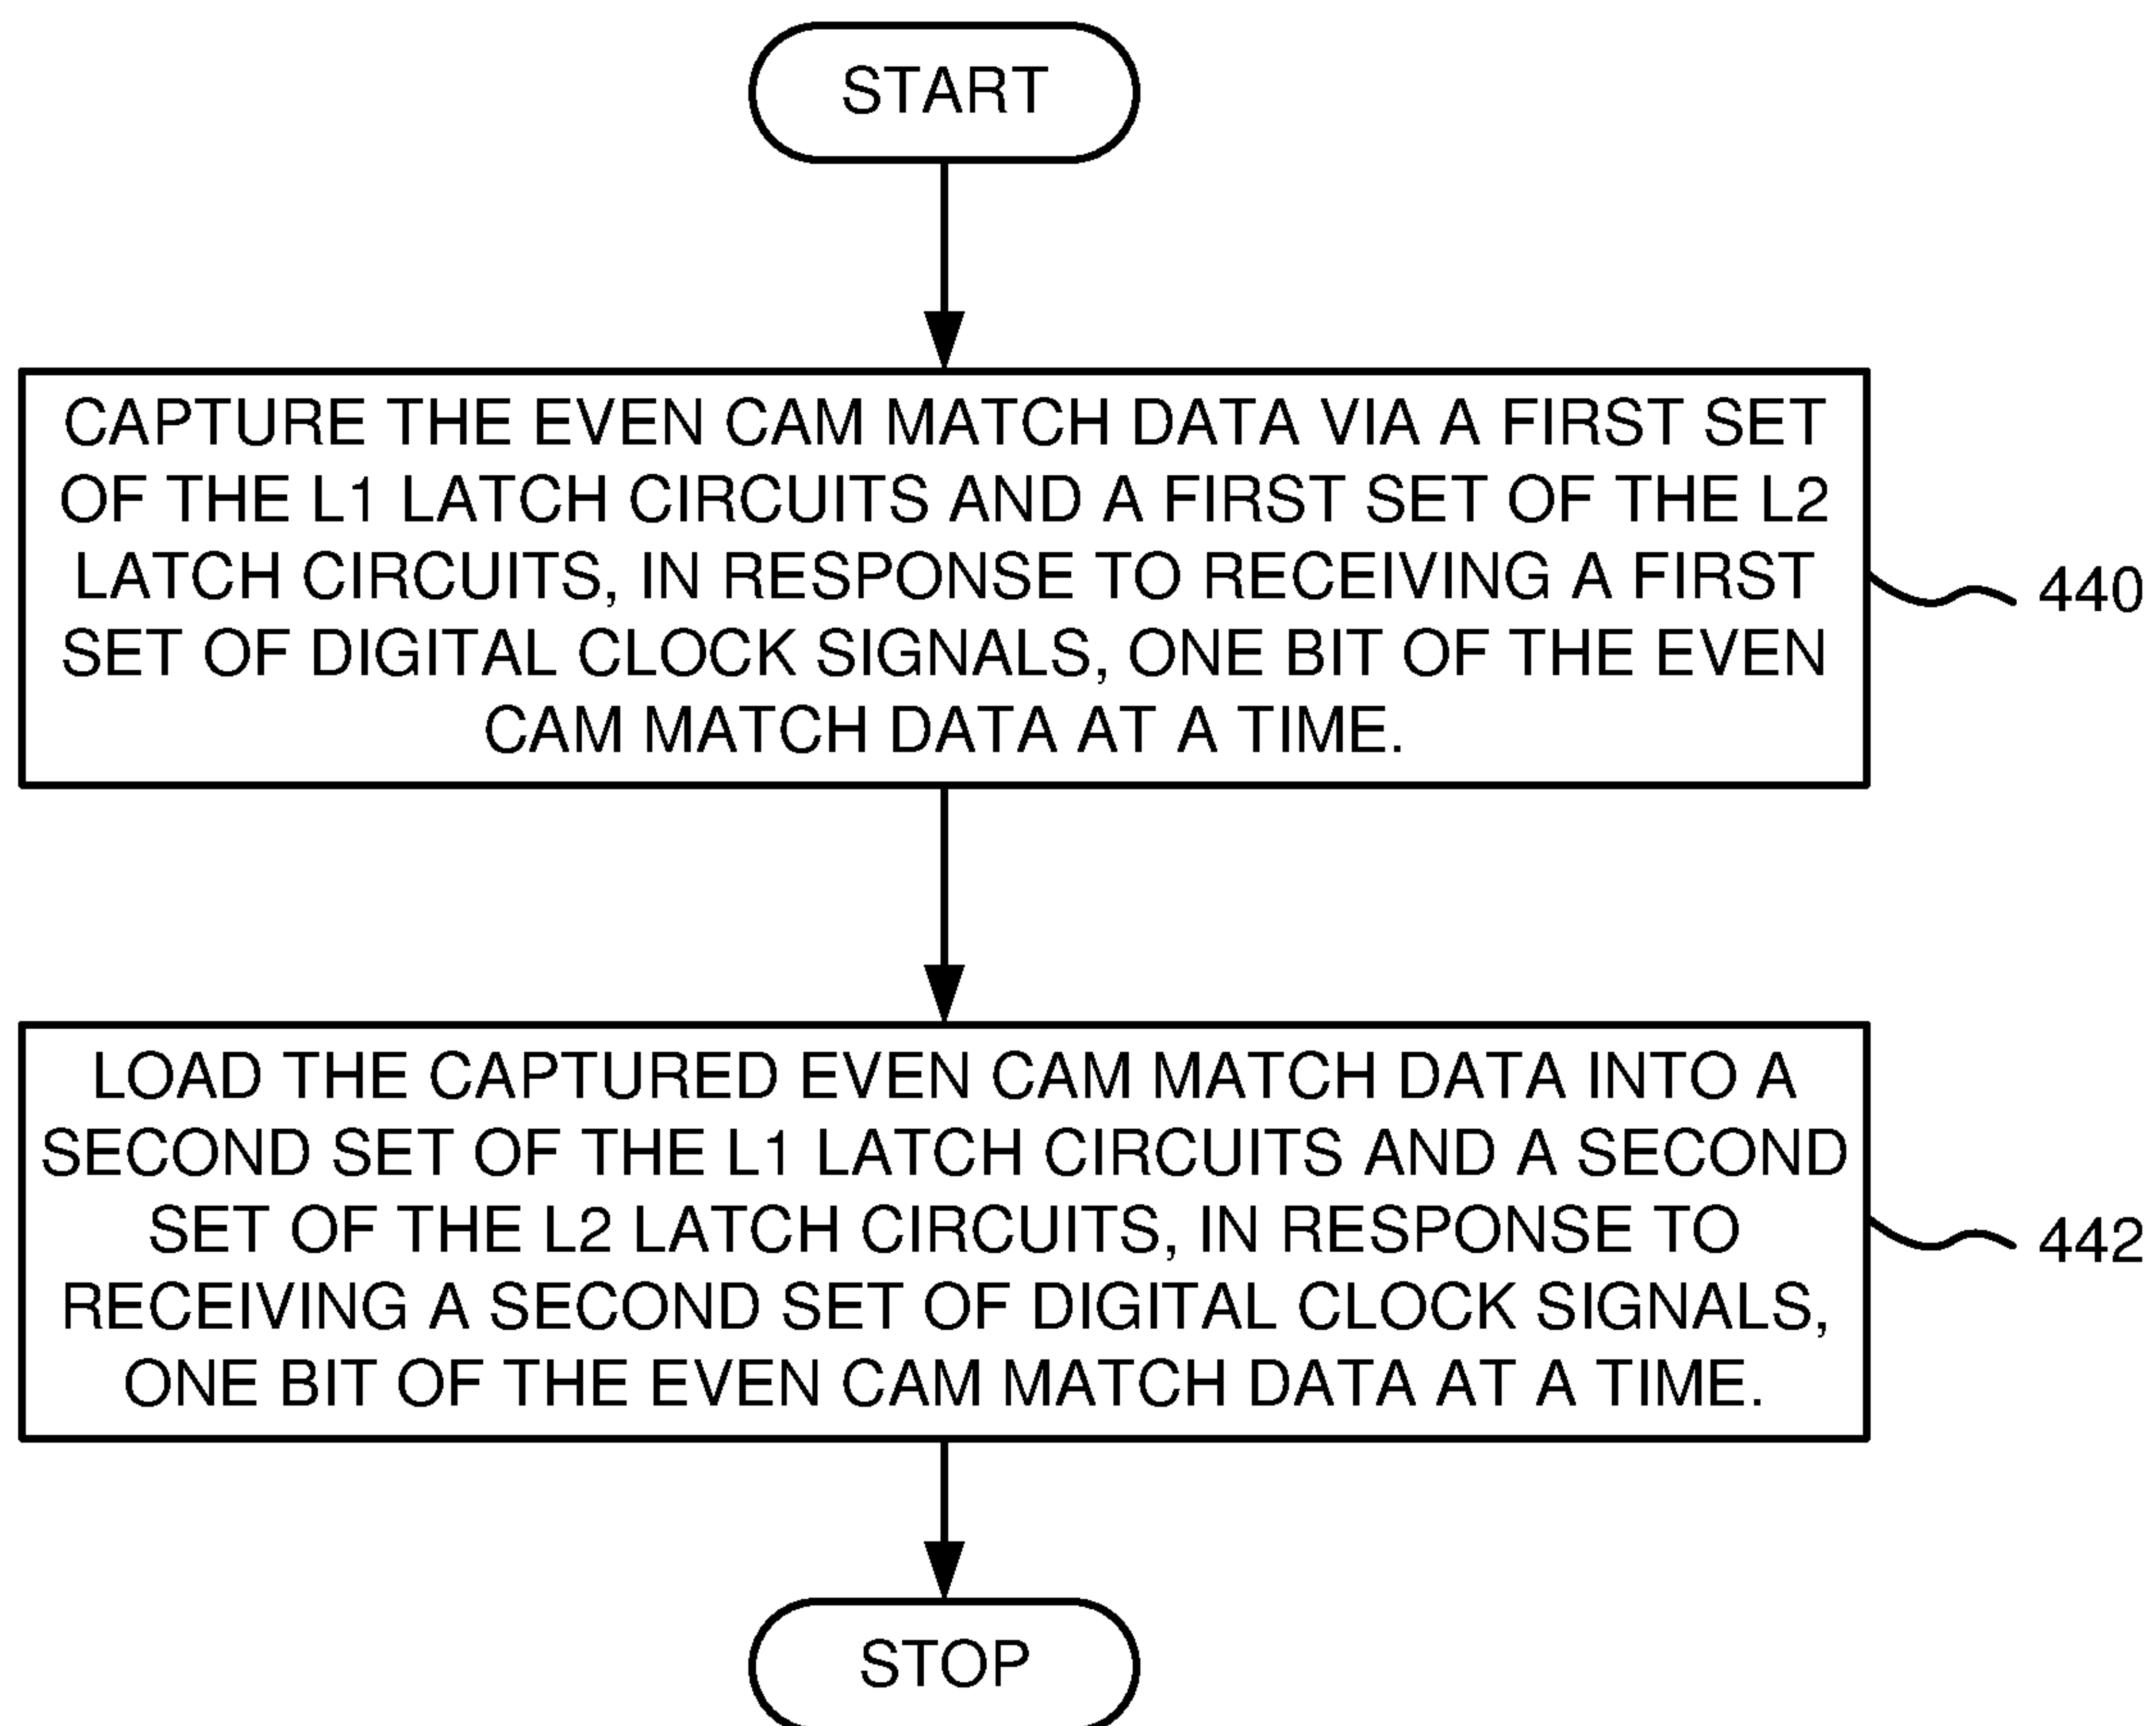 START
CAPTURE THE EVEN CAM MATCH DATA VIA A FIRST SET
OF THE L1 LATCH CIRCUITS AND A FIRST SET OF THE L2
LATCH CIRCUITS, IN RESPONSE TO RECEIVING A FIRST
SET OF DIGITAL CLOCK SIGNALS, ONE BIT OF THE EVEN
CAM MATCH DATA AT A TIME.
440
LOAD THE CAPTURED EVEN CAM MATCH DATA INTO A
SECOND SET OF THE L1 LATCH CIRCUITS AND A SECOND
SET OF THE L2 LATCH CIRCUITS, IN RESPONSE TO
RECEIVING A SECOND SET OF DIGITAL CLOCK SIGNALS,
ONE BIT OF THE EVEN CAM MATCH DATA AT A TIME.
442
STOP